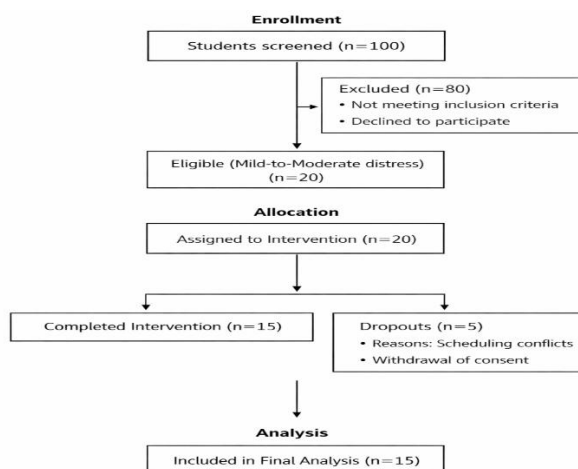 Enrollment
Students screened (n=100)
Excluded (n=80)
• Not meeting inclusion criteria
• Declined to participate
Eligible (Mild-to-Moderate distress)
(n=20)
Allocation
Assigned to Intervention (n=20)
Completed Intervention (n=15)
Dropouts (n=5)
• Reasons: Scheduling conflicts
• Withdrawal of consent
Analysis
Included in Final Analysis (n=15)